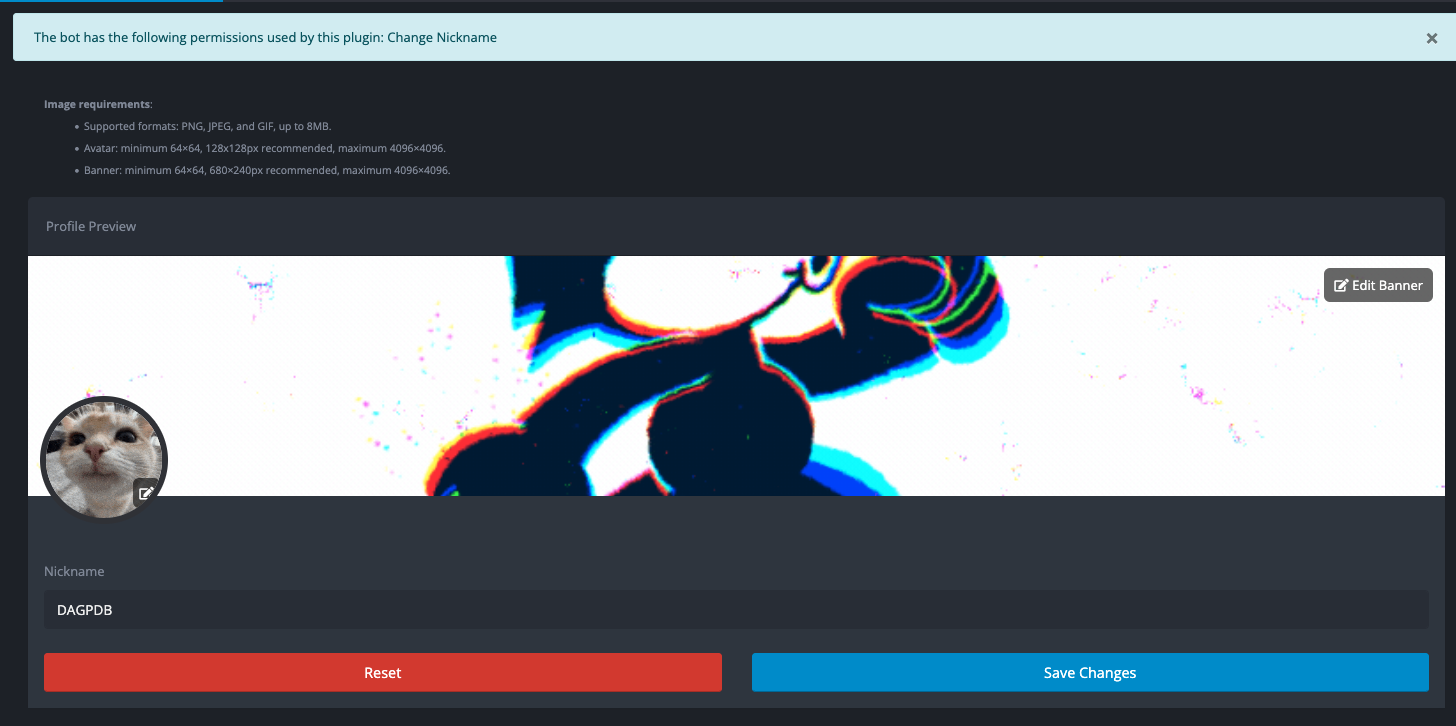 The bot has the following permissions used by this plugin: Change Nickname
×
Image requirements:
• Supported formats: PNG, JPEG, and GIF, up to 8MB.
• Avatar: minimum 64×64, 128x128px recommended, maximum 4096×4096.
• Banner: minimum 64×64, 680×240px recommended, maximum 4096×4096.
Profile Preview
Edit Banner
Nickname
DAGPDB
Reset
Save Changes